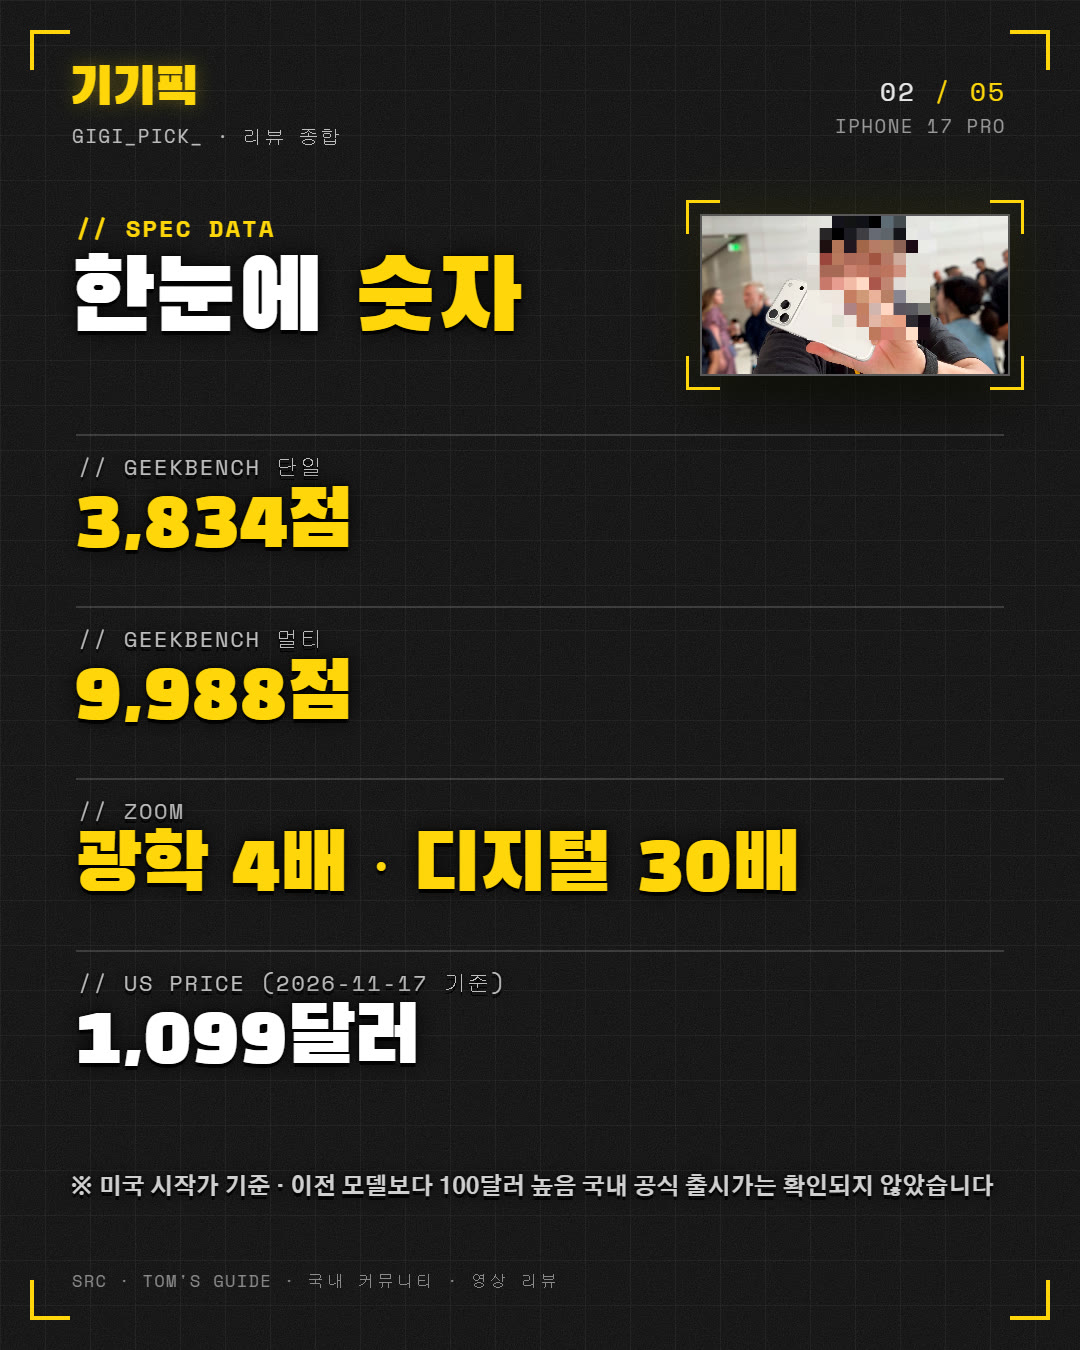 기기픽
GIGI_PICK_ · 리뷰 종합
02 / 05
IPHONE 17 PRO
// SPEC DATA
한눈에 숫자
// GEEKBENCH 단일
3,834점
// GEEKBENCH 멀티
9,988점
// ZOOM
광학 4배 · 디지털 30배
// US PRICE (2026-11-17 기준)
1,099달러
※ 미국 시작가 기준 · 이전 모델보다 100달러 높음 국내 공식 출시가는 확인되지 않았습니다
SRC · TOM'S GUIDE · 국내 커뮤니티 · 영상 리뷰